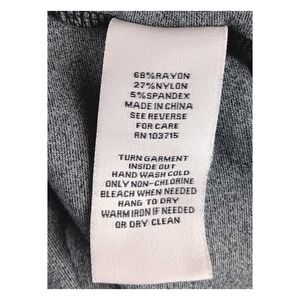 68%RAYON
27%NYLON
5%SPANDEX
MADE IN CHINA
SEE REVERSE
FOR CARE
RN 103715
TURN GARMENT
INSIDE OUT
HAND WASH COLD
ONLY NON-CHLORINE
BLEACH WHEN NEEDED
HANG TO DRY
WARM IRON IF NEEDED
OR DRY CLEAN